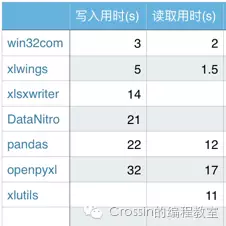 写入用时(s) 读取用时(s)
win32com 3 2
xlwings 5 1.5
xlsxwriter 14
DataNitro 21
pandas 22 12
openpyxl 32 17
xlutils 11
Crossin的编程教室